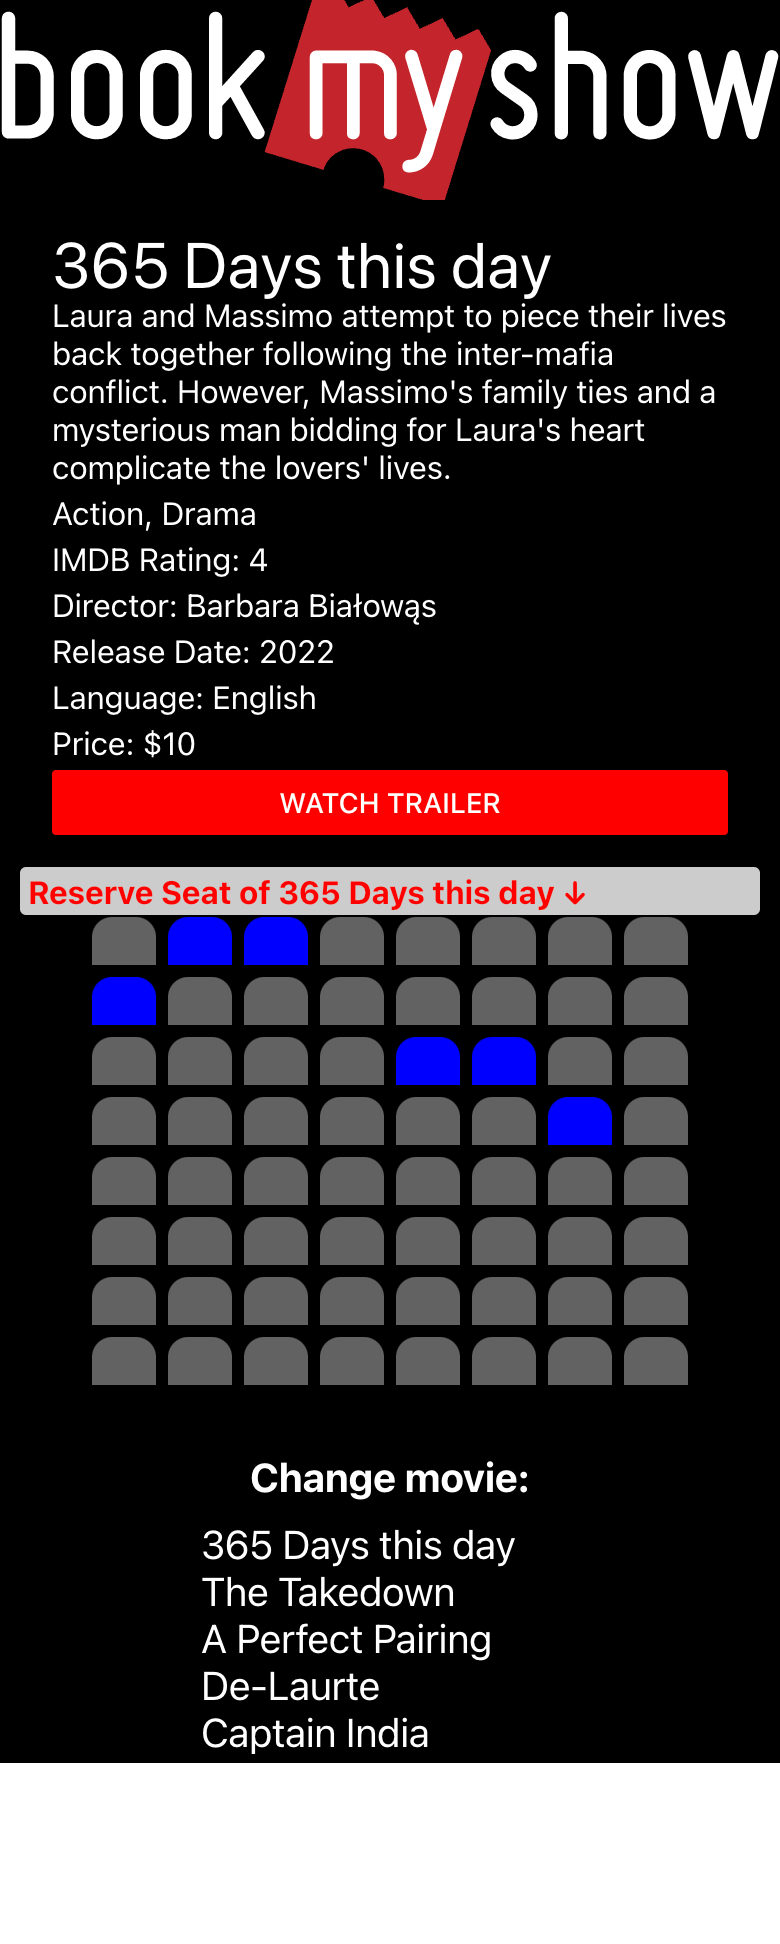 bookmyshow
365 Days this day
Laura and Massimo attempt to piece their lives
back together following the inter-mafia
conflict. However, Massimo's family ties and a
mysterious man bidding for Laura's heart
complicate the lovers' lives.
Action, Drama
IMDB Rating: 4
Director: Barbara Białowąs
Release Date: 2022
Language: English
Price: $10
WATCH TRAILER
Reserve Seat of 365 Days this day ↓
Change movie:
365 Days this day
The Takedown
A Perfect Pairing
De-Laurte
Captain India